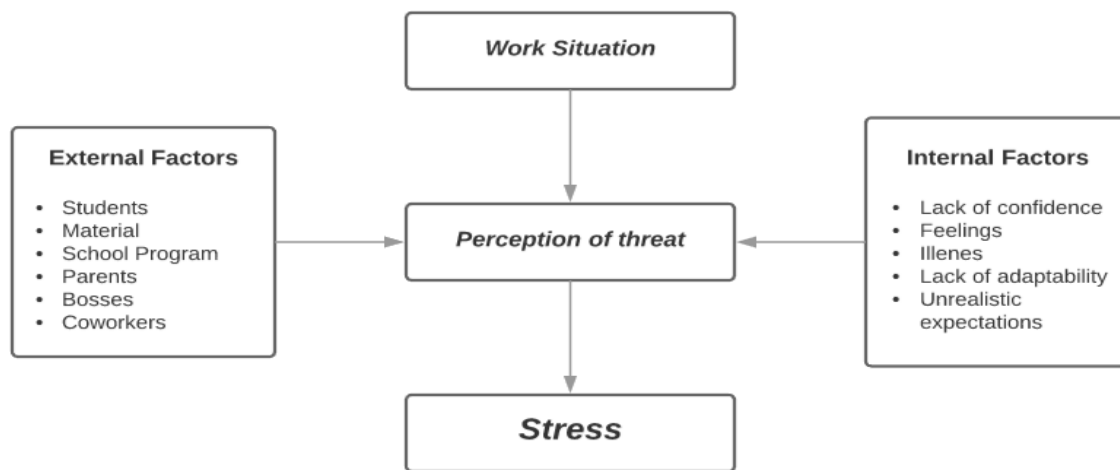 Work Situation
External Factors
• Students
• Material
• School Program
• Parents
• Bosses
• Coworkers
Perception of threat
Internal Factors
• Lack of confidence
• Feelings
• Illenes
• Lack of adaptability
• Unrealistic
expectations
Stress